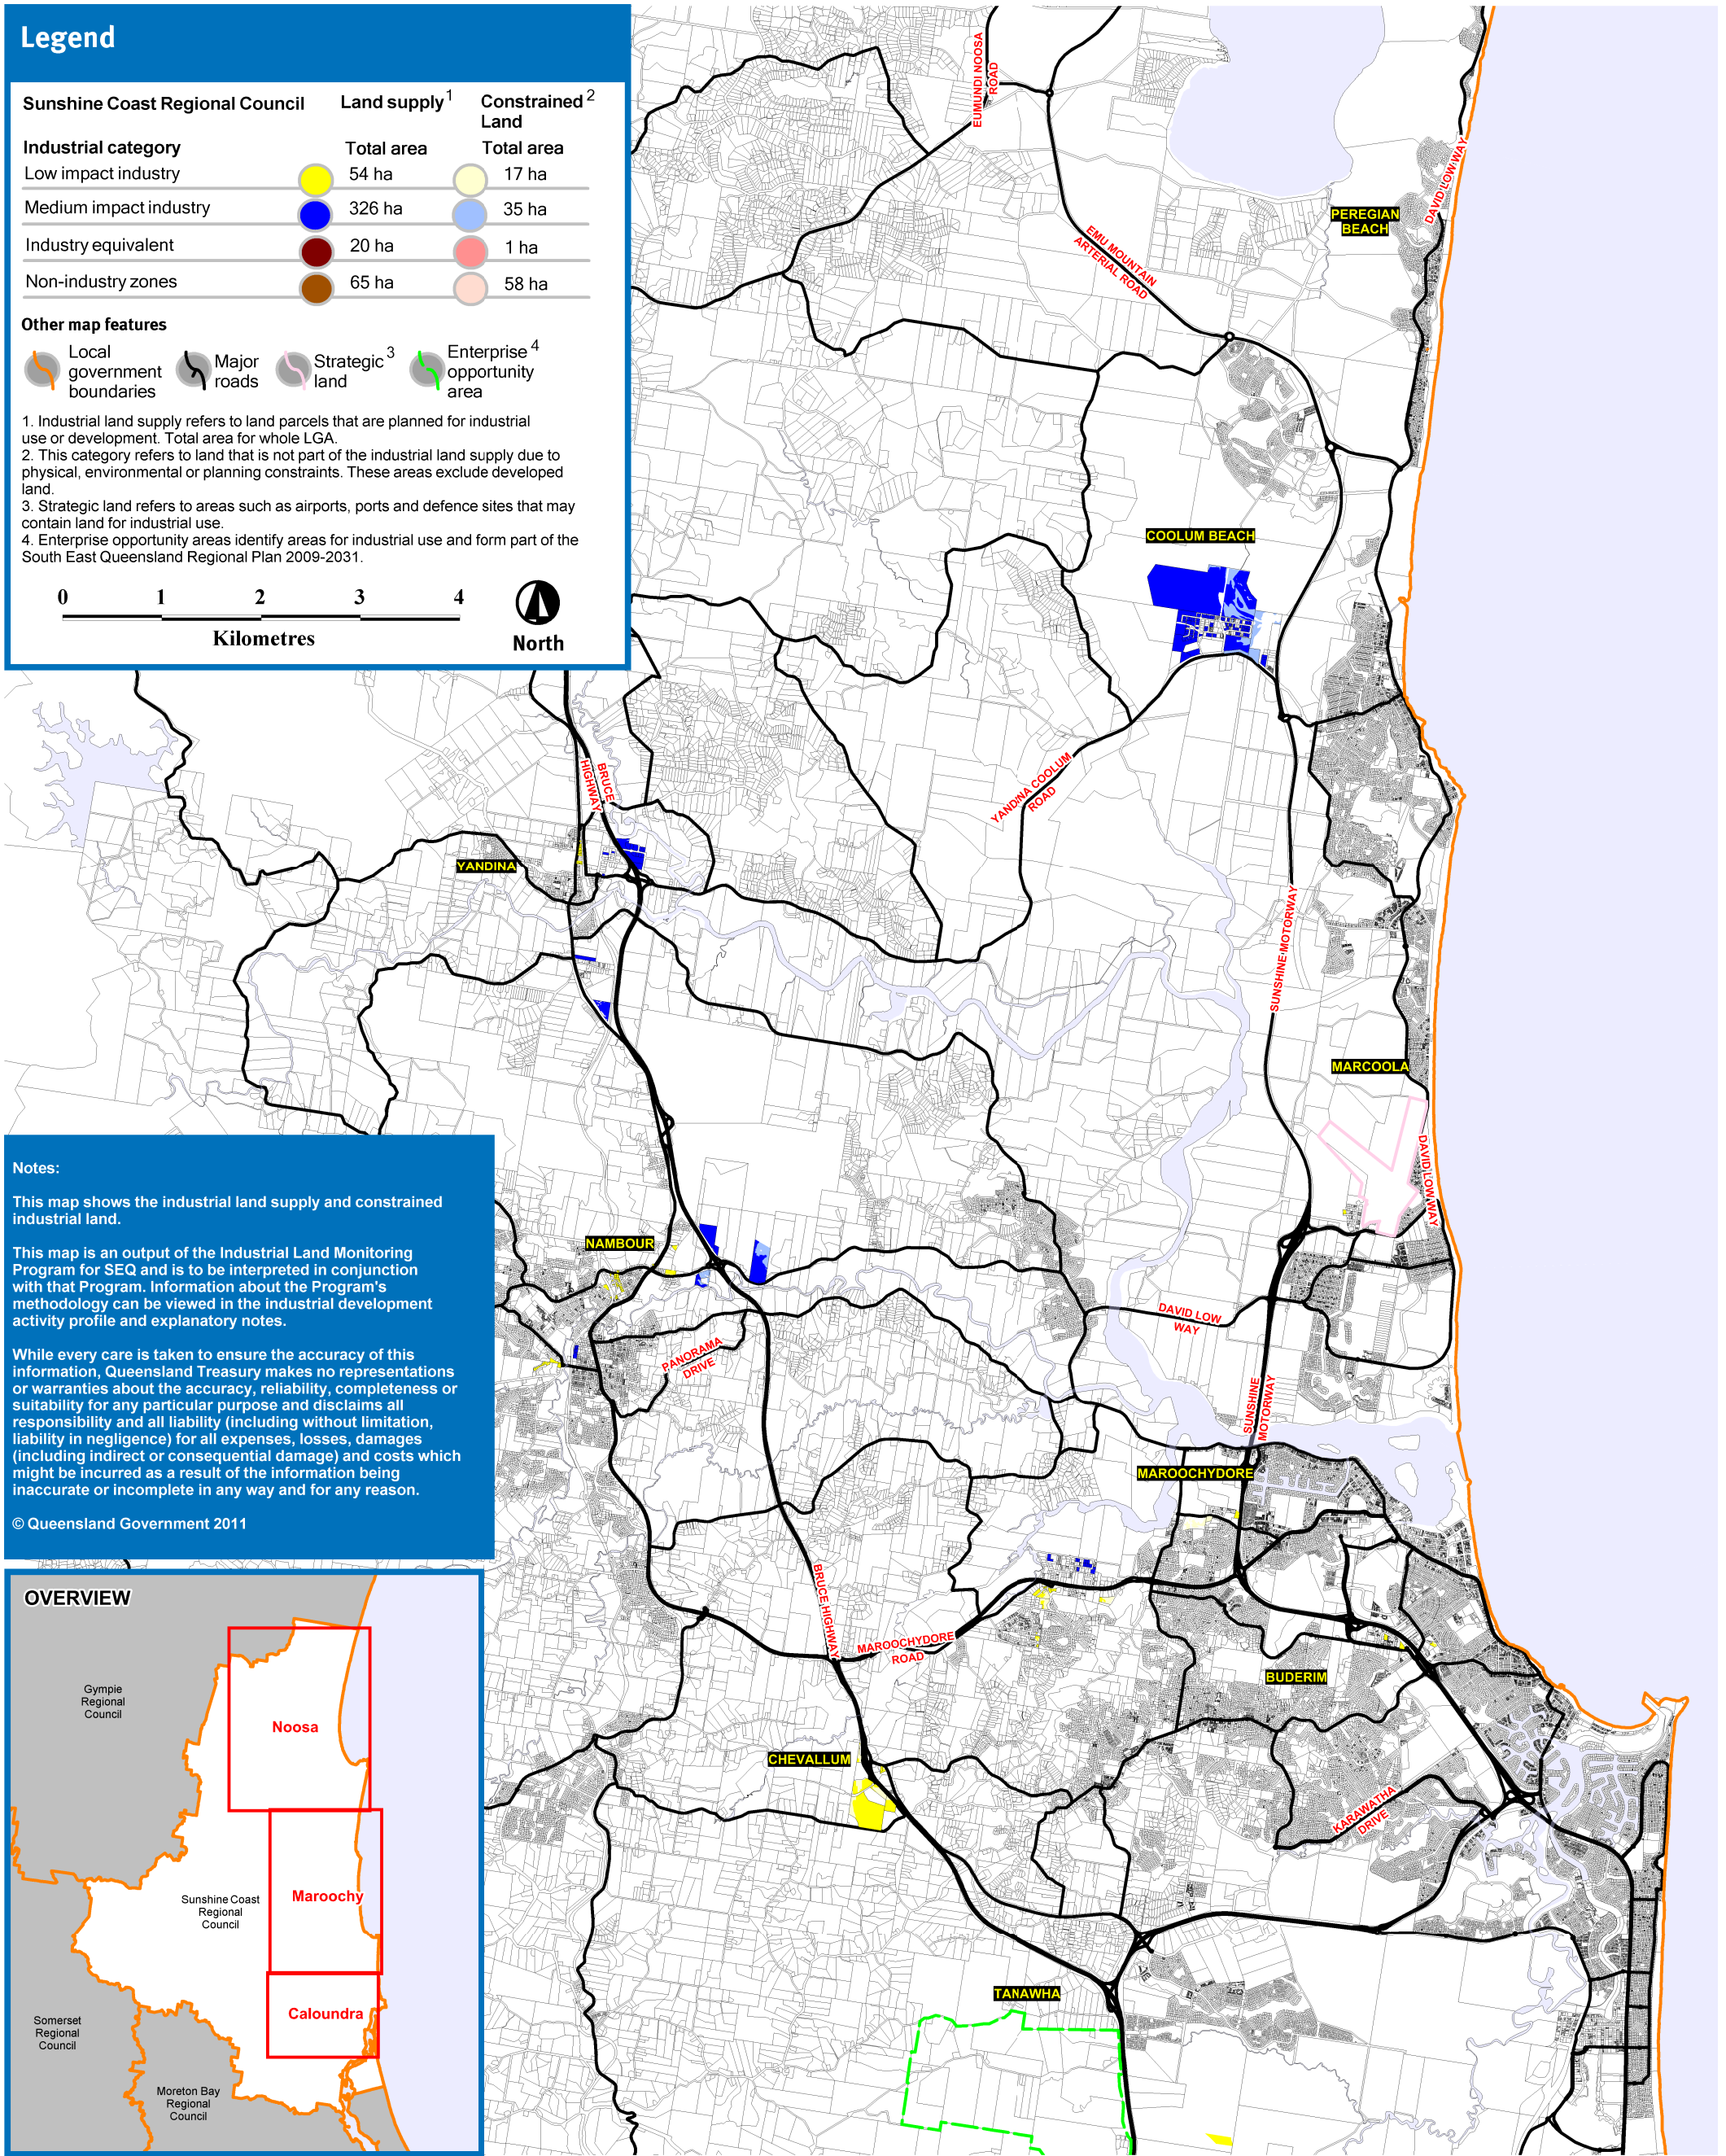 Legend
Sunshine Coast Regional Council Land supply 1 Constrained 2
Land
Industrial category Total area Total area
Low impact industry 54 ha 17 ha
Medium impact industry 326 ha 35 ha
Industry equivalent 20 ha 1 ha
Non-industry zones 65 ha 58 ha
Other map features
Local
government
boundaries
Major
roads
Strategic 3
land
Enterprise 4
opportunity
area
1. Industrial land supply refers to land parcels that are planned for industrial
use or development. Total area for whole LGA.
2. This category refers to land that is not part of the industrial land supply due to
physical, environmental or planning constraints. These areas exclude developed
land.
3. Strategic land refers to areas such as airports, ports and defence sites that may
contain land for industrial use.
4. Enterprise opportunity areas identify areas for industrial use and form part of the
South East Queensland Regional Plan 2009-2031.
0 1 2 3 4
Kilometres
North
EUMUNDI NOOSA
ROAD
DAVID LOW WAY
PEREGIAN
BEACH
EMU MOUNTAIN
ARTERIAL ROAD
COOLUM BEACH
YANDINA COOLUM
ROAD
BRUCE
HIGHWAY
YANDINA
SUNSHINE MOTORWAY
MARCOOLA
DAVID LOW WAY
NAMBOUR
DAVID LOW
WAY
PANORAMA
DRIVE
SUNSHINE
MOTORWAY
MAROOCHYDORE
BRUCE HIGHWAY
MAROOCHYDORE
ROAD
BUDERIM
CHEVALLUM
KARAWATHA
DRIVE
TANAWHA
Notes:
This map shows the industrial land supply and constrained
industrial land.
This map is an output of the Industrial Land Monitoring
Program for SEQ and is to be interpreted in conjunction
with that Program. Information about the Program's
methodology can be viewed in the industrial development
activity profile and explanatory notes.
While every care is taken to ensure the accuracy of this
information, Queensland Treasury makes no representations
or warranties about the accuracy, reliability, completeness or
suitability for any particular purpose and disclaims all
responsibility and all liability (including without limitation,
liability in negligence) for all expenses, losses, damages
(including indirect or consequential damage) and costs which
might be incurred as a result of the information being
inaccurate or incomplete in any way and for any reason.
© Queensland Government 2011
OVERVIEW
Gympie
Regional
Council
Noosa
Sunshine Coast
Regional
Council
Maroochy
Caloundra
Somerset
Regional
Council
Moreton Bay
Regional
Council